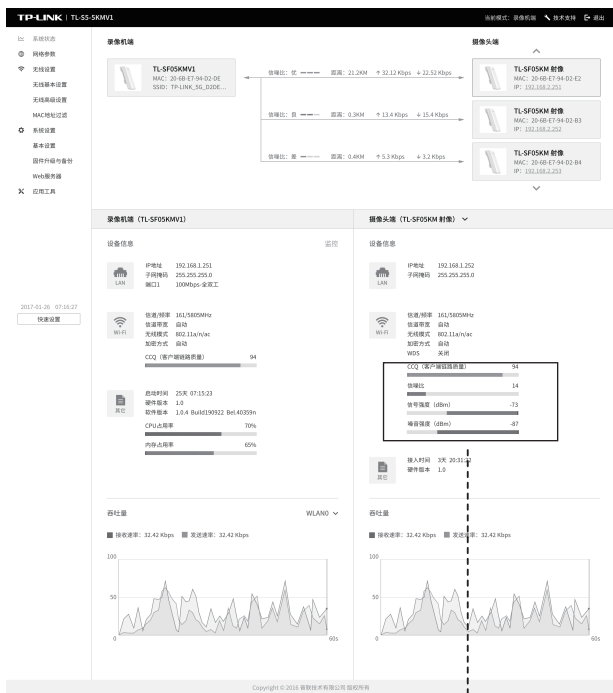 TP-LINK | TL-S5-5KMV1
当前模式：录像机端 技术支持 退出
系统状态
网络参数
无线设置
无线基本设置
无线高级设置
MAC地址过滤
系统设置
基本设置
固件升级与备份
Web服务器
应用工具
2017-01-26 07:16:27
快速设置
录像机端
TL-SF05KMV1
MAC: 20-6B-E7-94-D2-DE
SSID: TP-LINK_5G_D2DE...
信噪比：优 距离：21.2KM ↑ 32.12 Kbps ↓ 22.52 Kbps
信噪比：良 距离：0.3KM ↑ 13.4 Kbps ↓ 15.4 Kbps
信噪比：差 距离：0.4KM ↑ 5.3 Kbps ↓ 3.2 Kbps
摄像头端
TL-SF05KM 射像
MAC: 20-6B-E7-94-D2-E2
IP: 192.168.2.251
TL-SF05KM 射像
MAC: 20-6B-E7-94-D2-B3
IP: 192.168.2.252
TL-SF05KM 射像
MAC: 20-6B-E7-94-D2-B4
IP: 192.168.2.253
录像机端（TL-SF05KMV1）
设备信息 监控
LAN
IP地址 192.168.1.251
子网掩码 255.255.255.0
端口1 100Mbps-全双工
Wi-Fi
信道/频率 161/5805MHz
信道带宽 自动
无线模式 802.11a/n/ac
加密方式 自动
CCQ（客户端链路质量） 94
其它
启动时间 25天 07:15:23
硬件版本 1.0
软件版本 1.0.4 Build190922 Bel.40359n
CPU占用率 70%
内存占用率 65%
吞吐量 WLAN0
接收速率：32.42 Kbps 发送速率：32.42 Kbps
100
50
0 60s
摄像头端（TL-SF05KM 射像）
设备信息
LAN
IP地址 192.168.1.252
子网掩码 255.255.255.0
Wi-Fi
信道/频率 161/5805MHz
信道带宽 自动
无线模式 802.11a/n/ac
加密方式 自动
WDS 关闭
CCQ（客户端链路质量） 94
信噪比 14
信号强度（dBm） -73
噪音强度（dBm） -87
其它
接入时间 3天 20:31:22
硬件版本 1.0
吞吐量
接收速率：32.42 Kbps 发送速率：32.42 Kbps
100
50
0 60s
Copyright © 2016 普联技术有限公司 版权所有